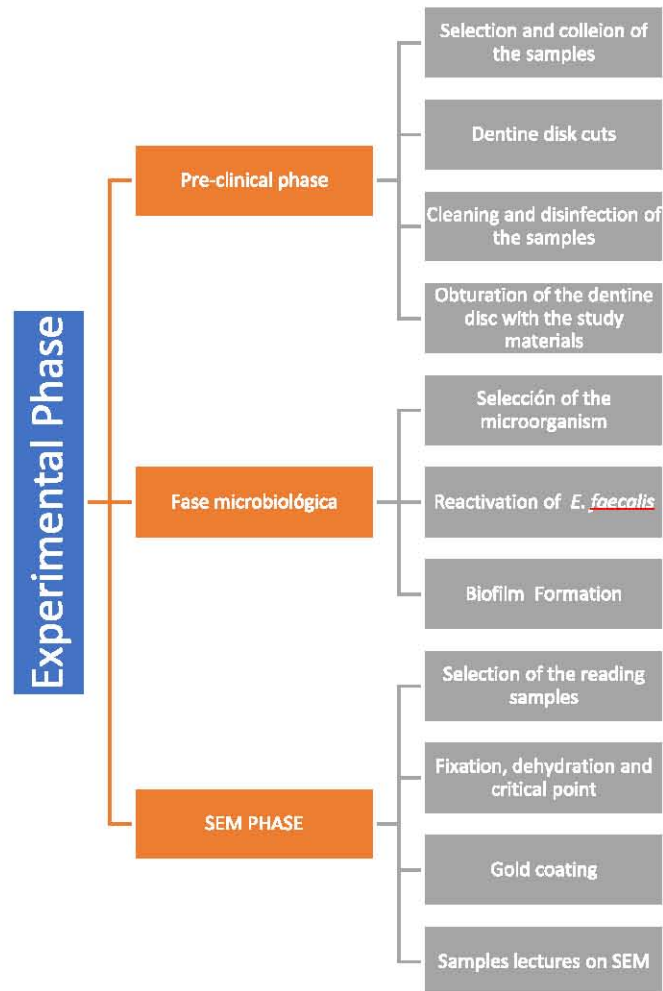 Experimental Phase
Pre-clinical phase
Selection and colleion of
the samples
Dentine disk cuts
Cleaning and disinfection of
the samples
Obturation of the dentine
disc with the study
materials
Fase microbiológica
Selección of the
microorganism
Reactivation of E. faecalis
Biofilm Formation
SEM PHASE
Selection of the reading
samples
Fixation, dehydration and
critical point
Gold coating
Samples lectures on SEM